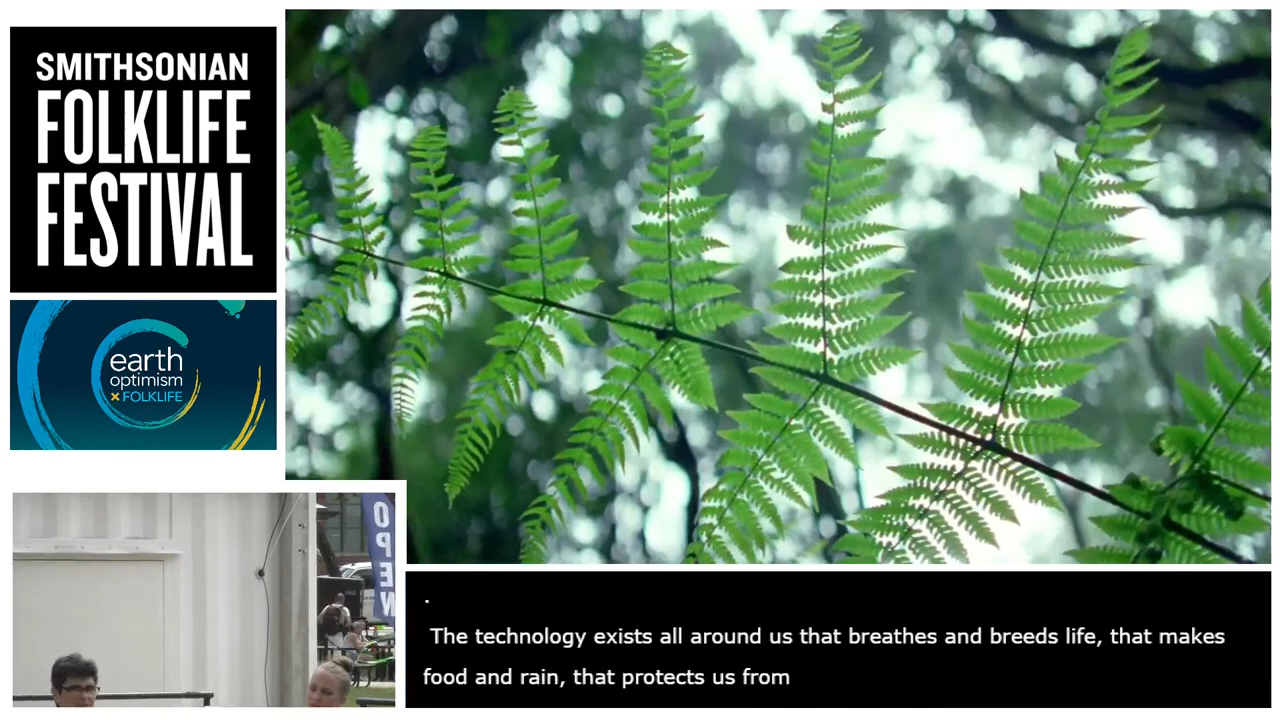 SMITHSONIAN
FOLKLIFE
FESTIVAL
earth
optimism
×FOLKLIFE
OPEN
.
The technology exists all around us that breathes and breeds life, that makes
food and rain, that protects us from